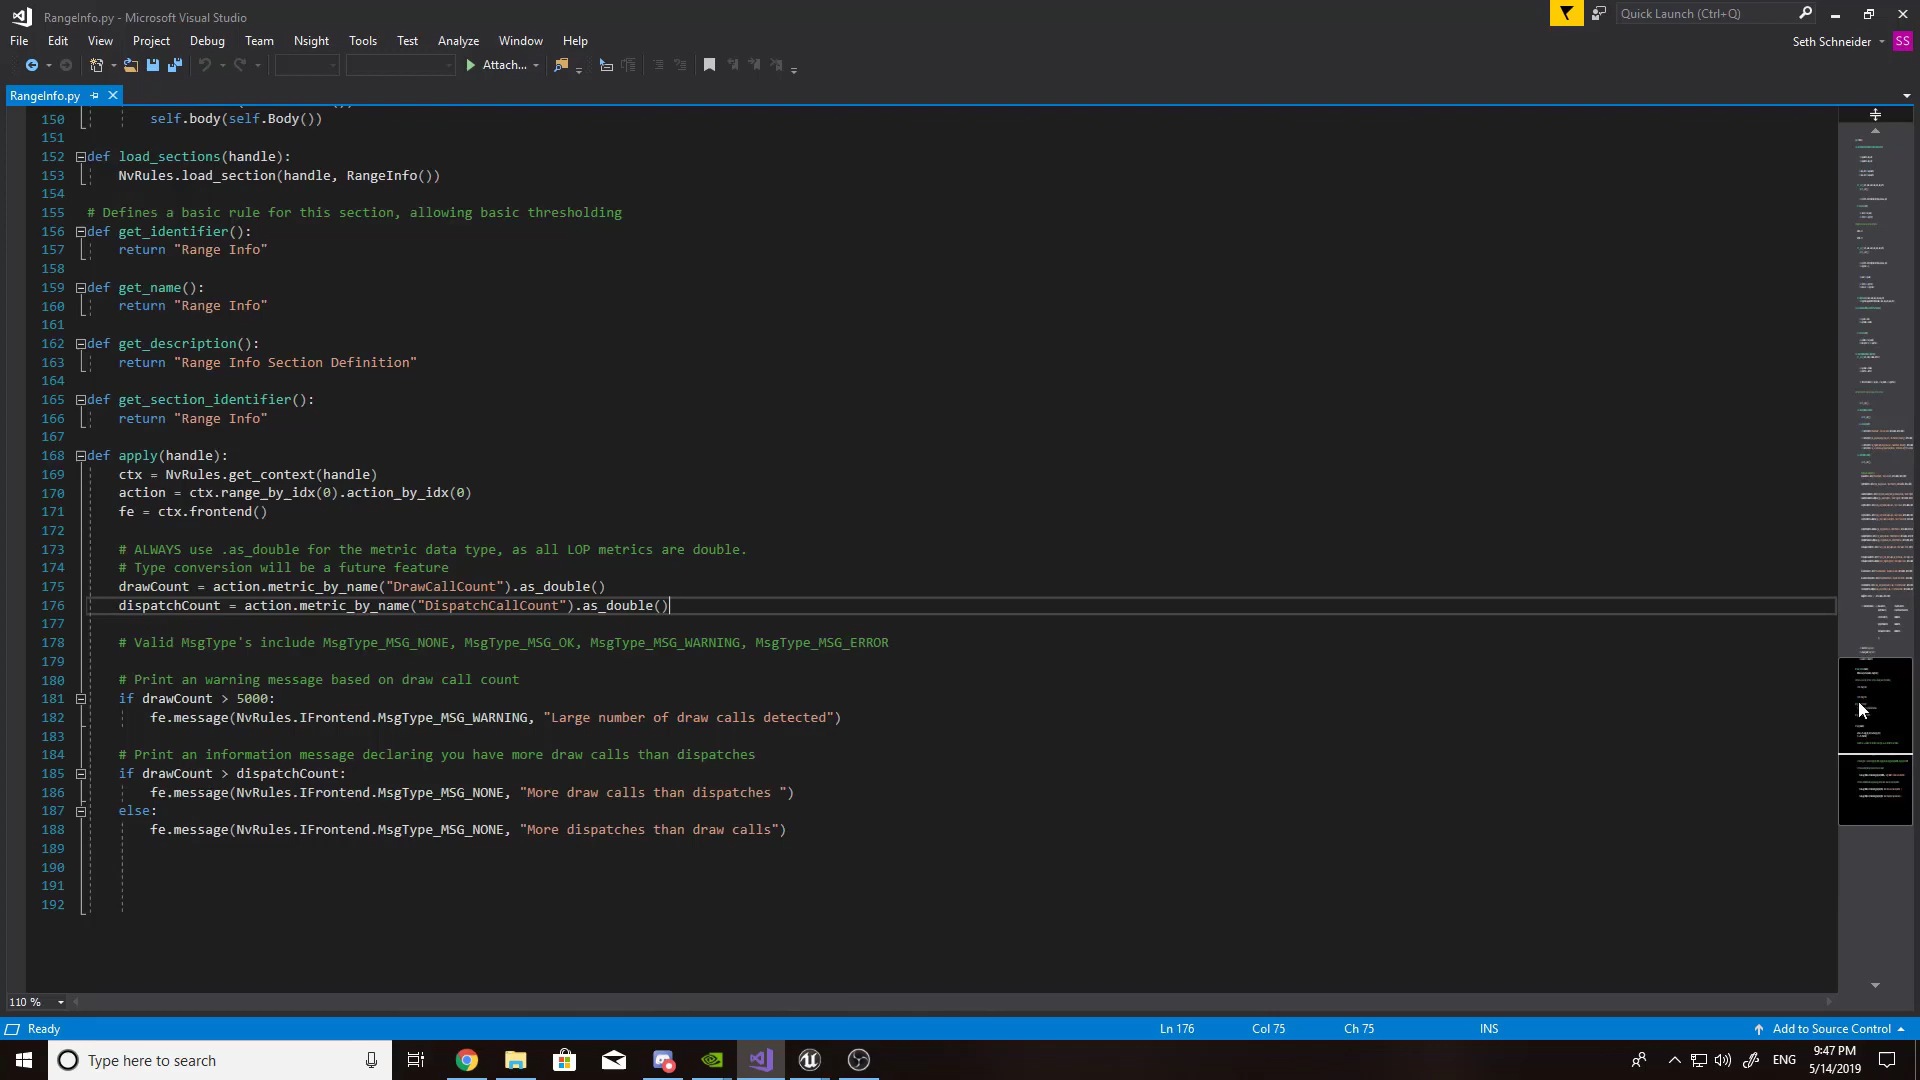 RangeInfo.py - Microsoft Visual Studio
Quick Launch (Ctrl+Q)
File Edit View Project Debug Team Nsight Tools Test Analyze Window Help
Seth Schneider SS
Attach...
RangeInfo.py
150 self.body(self.Body())
151
152 def load_sections(handle):
153 NvRules.load_section(handle, RangeInfo())
154
155 # Defines a basic rule for this section, allowing basic thresholding
156 def get_identifier():
157 return "Range Info"
158
159 def get_name():
160 return "Range Info"
161
162 def get_description():
163 return "Range Info Section Definition"
164
165 def get_section_identifier():
166 return "Range Info"
167
168 def apply(handle):
169 ctx = NvRules.get_context(handle)
170 action = ctx.range_by_idx(0).action_by_idx(0)
171 fe = ctx.frontend()
172
173 # ALWAYS use .as_double for the metric data type, as all LOP metrics are double.
174 # Type conversion will be a future feature
175 drawCount = action.metric_by_name("DrawCallCount").as_double()
176 dispatchCount = action.metric_by_name("DispatchCallCount").as_double()
177
178 # Valid MsgType's include MsgType_MSG_NONE, MsgType_MSG_OK, MsgType_MSG_WARNING, MsgType_MSG_ERROR
179
180 # Print an warning message based on draw call count
181 if drawCount > 5000:
182 fe.message(NvRules.IFrontend.MsgType_MSG_WARNING, "Large number of draw calls detected")
183
184 # Print an information message declaring you have more draw calls than dispatches
185 if drawCount > dispatchCount:
186 fe.message(NvRules.IFrontend.MsgType_MSG_NONE, "More draw calls than dispatches ")
187 else:
188 fe.message(NvRules.IFrontend.MsgType_MSG_NONE, "More dispatches than draw calls")
189
190
191
192
110 %
Ready Ln 176 Col 75 Ch 75 INS Add to Source Control
Type here to search
ENG
9:47 PM
5/14/2019